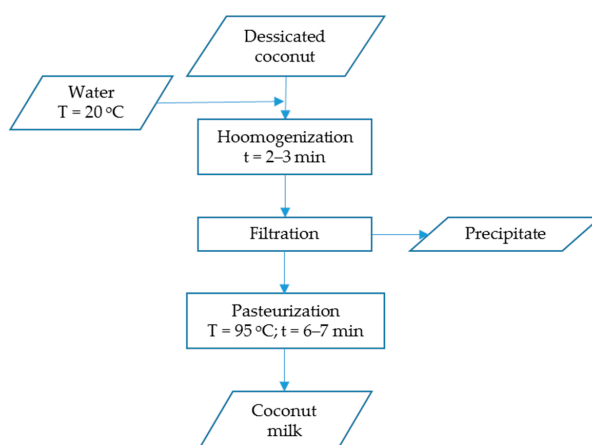 Dessicated
coconut
Water
T = 20 °C
Hoomogenization
t = 2–3 min
Filtration
Precipitate
Pasteurization
T = 95 °C; t = 6–7 min
Coconut
milk